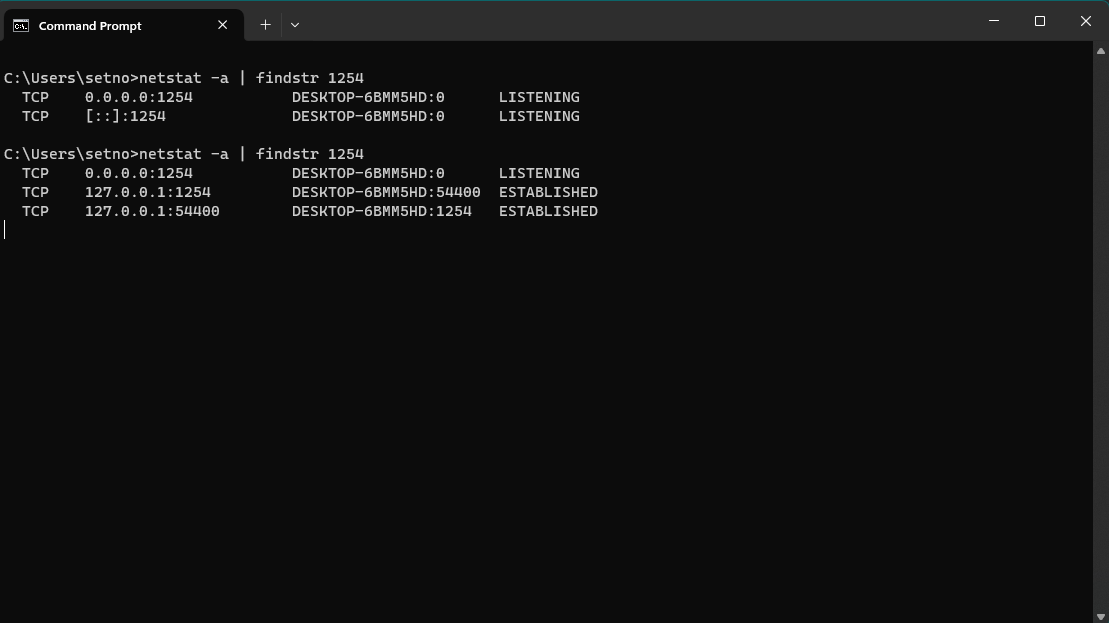 Command Prompt
C:\Users\setno>netstat -a | findstr 1254
TCP 0.0.0.0:1254 DESKTOP-6BMM5HD:0 LISTENING
TCP [::]:1254 DESKTOP-6BMM5HD:0 LISTENING
C:\Users\setno>netstat -a | findstr 1254
TCP 0.0.0.0:1254 DESKTOP-6BMM5HD:0 LISTENING
TCP 127.0.0.1:1254 DESKTOP-6BMM5HD:54400 ESTABLISHED
TCP 127.0.0.1:54400 DESKTOP-6BMM5HD:1254 ESTABLISHED